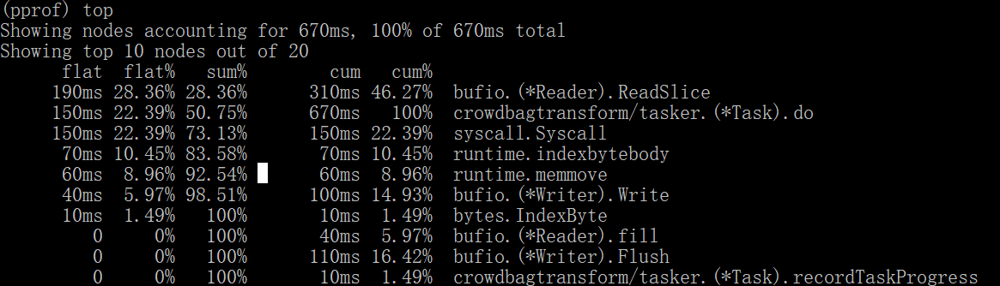 (pprof) top
Showing nodes accounting for 670ms, 100% of 670ms total
Showing top 10 nodes out of 20
      flat  flat%   sum%        cum   cum%
     190ms 28.36% 28.36%      310ms 46.27%  bufio.(*Reader).ReadSlice
     150ms 22.39% 50.75%      670ms   100%  crowdbagtransform/tasker.(*Task).do
     150ms 22.39% 73.13%      150ms 22.39%  syscall.Syscall
      70ms 10.45% 83.58%       70ms 10.45%  runtime.indexbytebody
      60ms  8.96% 92.54%       60ms  8.96%  runtime.memmove
      40ms  5.97% 98.51%      100ms 14.93%  bufio.(*Writer).Write
      10ms  1.49%   100%       10ms  1.49%  bytes.IndexByte
         0     0%   100%       40ms  5.97%  bufio.(*Reader).fill
         0     0%   100%      110ms 16.42%  bufio.(*Writer).Flush
         0     0%   100%       10ms  1.49%  crowdbagtransform/tasker.(*Task).recordTaskProgress